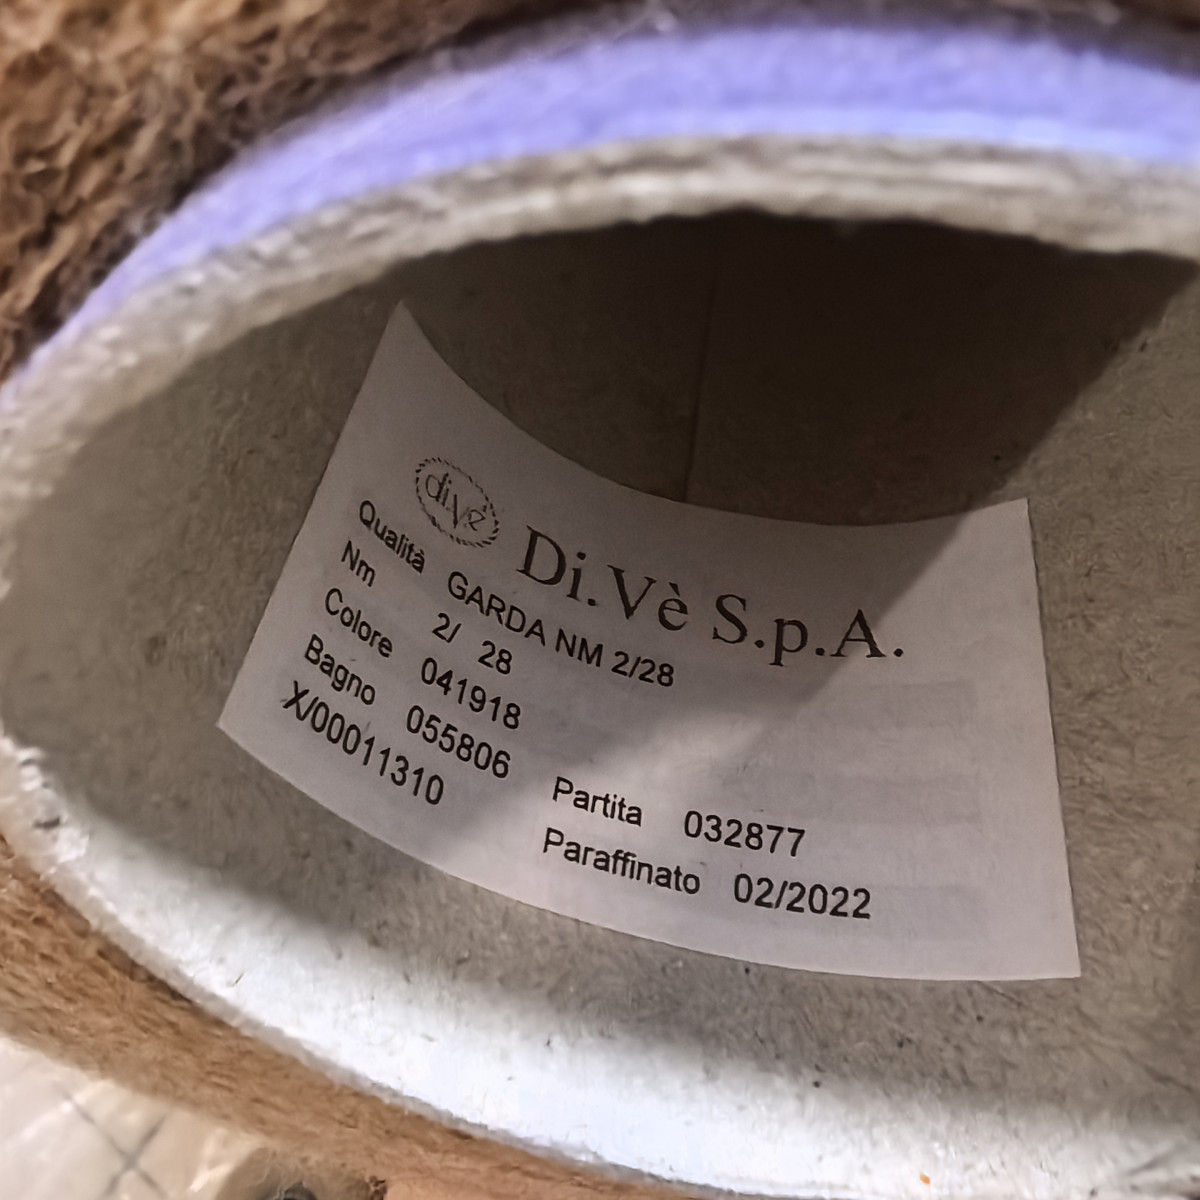 di.vè
Di.Vè S.p.A.
Qualità GARDA NM 2/28
Nm 2/ 28
Colore 041918
Bagno 055806 Partita 032877
X/00011310 Paraffinato 02/2022